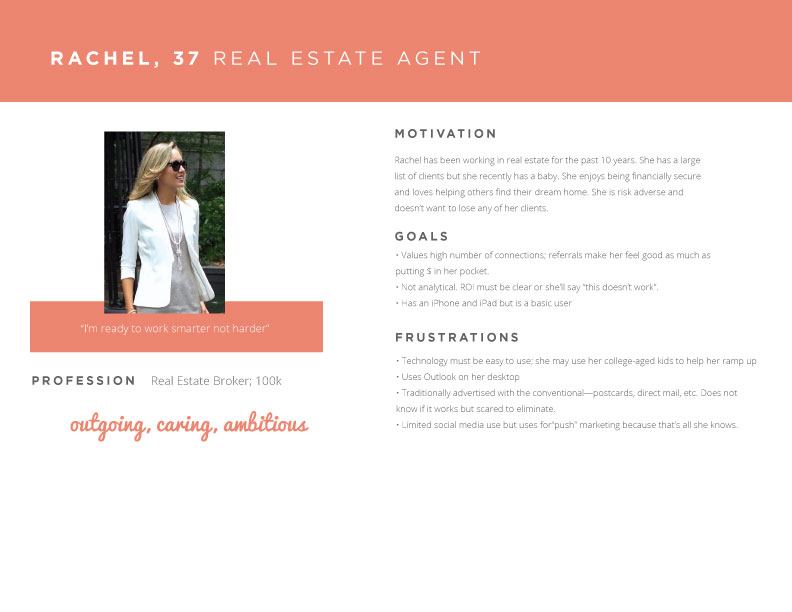 RACHEL, 37 REAL ESTATE AGENT
"I'm ready to work smarter not harder"
PROFESSION Real Estate Broker; 100k
outgoing, caring, ambitious
MOTIVATION
Rachel has been working in real estate for the past 10 years. She has a large
list of clients but she recently has a baby. She enjoys being financially secure
and loves helping others find their dream home. She is risk adverse and
doesn't want to lose any of her clients.
GOALS
• Values high number of connections; referrals make her feel good as much as
putting $ in her pocket.
• Not analytical. ROI must be clear or she'll say "this doesn't work".
• Has an iPhone and iPad but is a basic user
FRUSTRATIONS
• Technology must be easy to use; she may use her college-aged kids to help her ramp up
• Uses Outlook on her desktop
• Traditionally advertised with the conventional—postcards, direct mail, etc. Does not
know if it works but scared to eliminate.
• Limited social media use but uses for"push" marketing because that's all she knows.